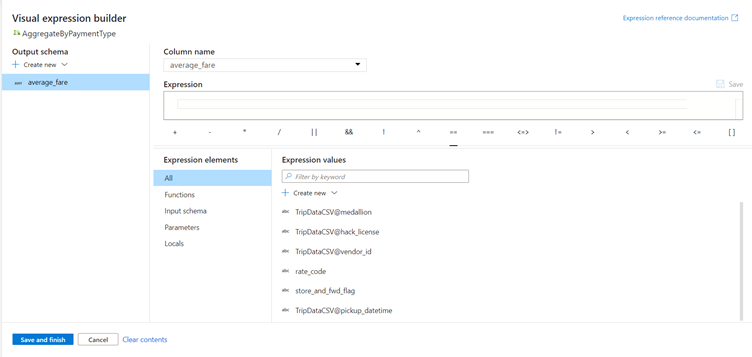 Visual expression builder
Expression reference documentation
AggregateByPaymentType
Output schema
Create new
average_fare
Column name
average_fare
Expression
Save
+ - * / || && ! ^ == === <=> != > < >= <= [ ]
Expression elements
All
Functions
Input schema
Parameters
Locals
Expression values
Filter by keyword
Create new
abc TripDataCSV@medallion
abc TripDataCSV@hack_license
abc TripDataCSV@vendor_id
abc rate_code
abc store_and_fwd_flag
abc TripDataCSV@pickup_datetime
Save and finish
Cancel
Clear contents